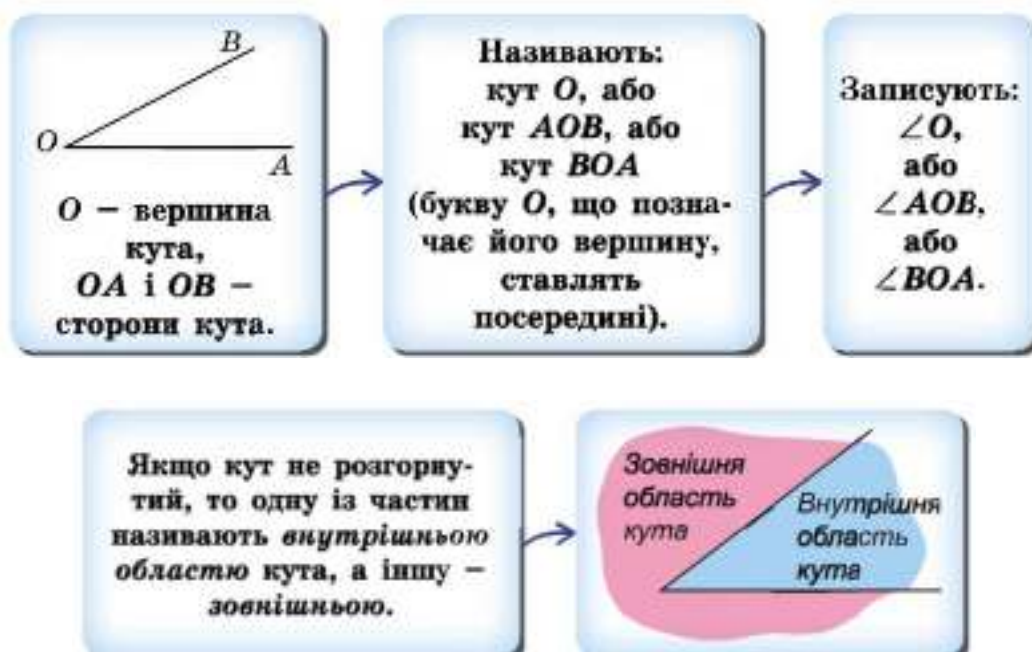 B
O
A
O – вершина
кута,
OA і OB –
сторони кута.
Називають:
кут O, або
кут AOB, або
кут BOA
(букву O, що позна-
чає його вершину,
ставлять
посередині).
Записують:
∠O,
або
∠AOB,
або
∠BOA.
Якщо кут не розгорну-
тий, то одну із частин
називають внутрішньою
областю кута, а іншу –
зовнішньою.
Зовнішня
область
кута
Внутрішня
область
кута